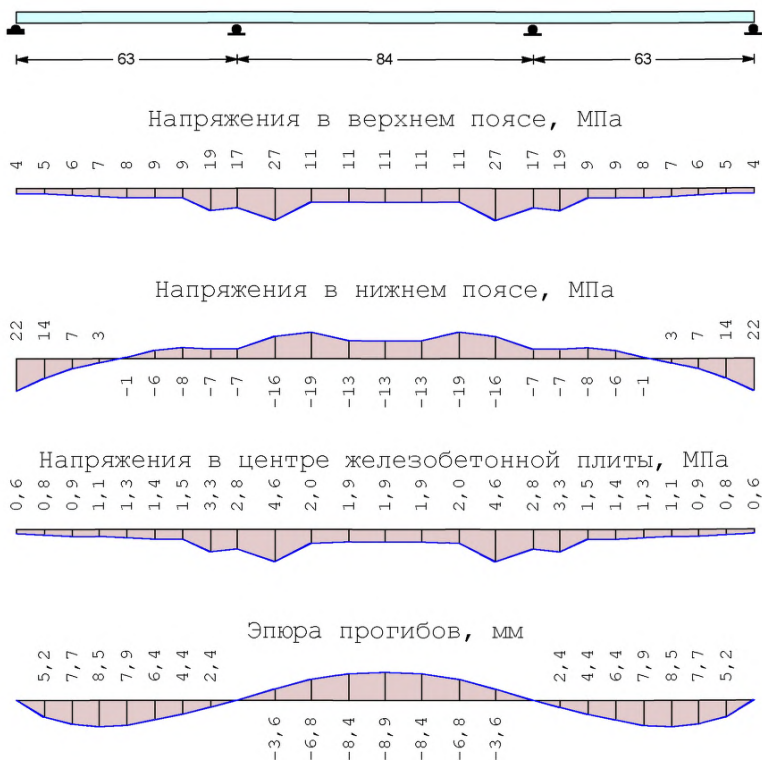 63 84 63
Напряжения в верхнем поясе, МПа
4 5 6 7 8 9 9 19 17 27 11 11 11 11 11 27 17 19 9 9 8 7 6 5 4
Напряжения в нижнем поясе, МПа
22 14 7 3 3 7 14 22
-1 -6 -8 -7 -7 -16 -19 -13 -13 -13 -19 -16 -7 -7 -8 -6 -1
Напряжения в центре железобетонной плиты, МПа
0,6 0,8 0,9 1,1 1,3 1,4 1,5 3,3 2,8 4,6 2,0 1,9 1,9 1,9 2,0 4,6 2,8 3,3 1,5 1,4 1,3 1,1 0,9 0,8 0,6
Эпюра прогибов, мм
5,2 7,7 8,5 7,9 6,4 4,4 2,4 2,4 4,4 6,4 7,9 8,5 7,7 5,2
-3,6 -6,8 -8,4 -8,9 -8,4 -6,8 -3,6